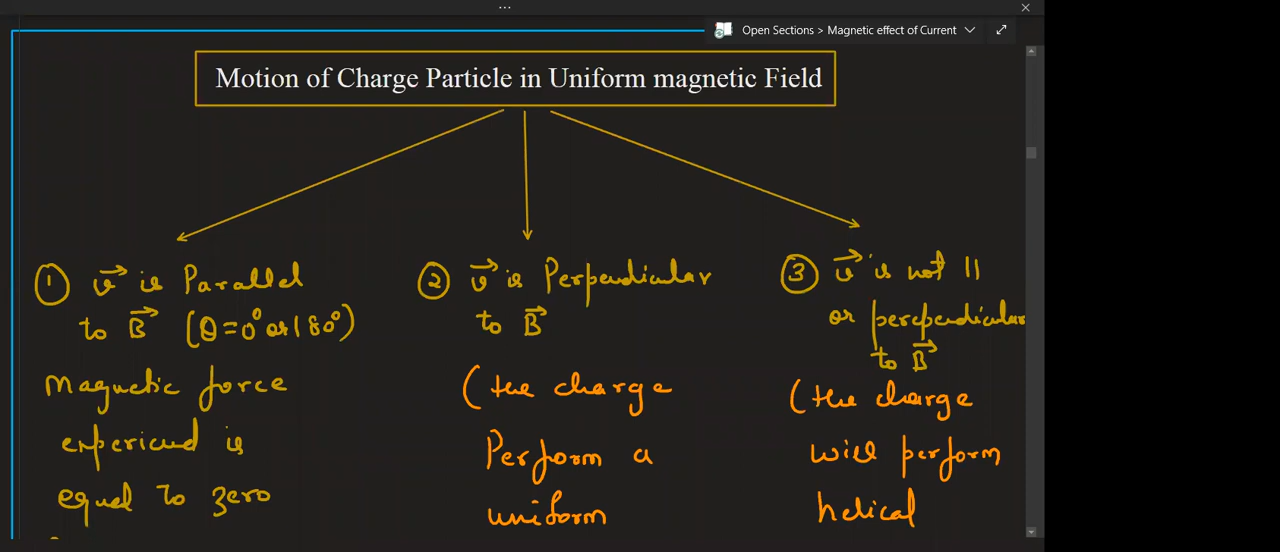 Open Sections > Magnetic effect of Current
Motion of Charge Particle in Uniform magnetic Field
① v⃗ is Parallel
to B⃗ (θ=0° or 180°)
Magnetic force
expericud is
equal to zero
② v⃗ is Perpendicular
to B⃗
(the charge
Perform a
uniform
③ v⃗ is not ||
or perependicular
to B⃗
(the charge
will perform
helical